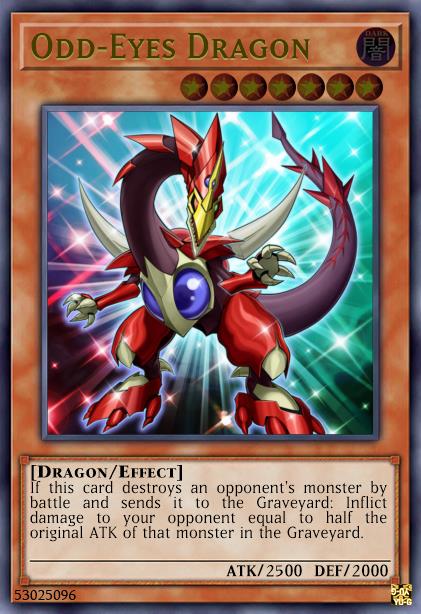 Odd-Eyes Dragon
DARK
闇
[Dragon/Effect]
If this card destroys an opponent's monster by
battle and sends it to the Graveyard: Inflict
damage to your opponent equal to half the
original ATK of that monster in the Graveyard.
ATK/2500 DEF/2000
53025096